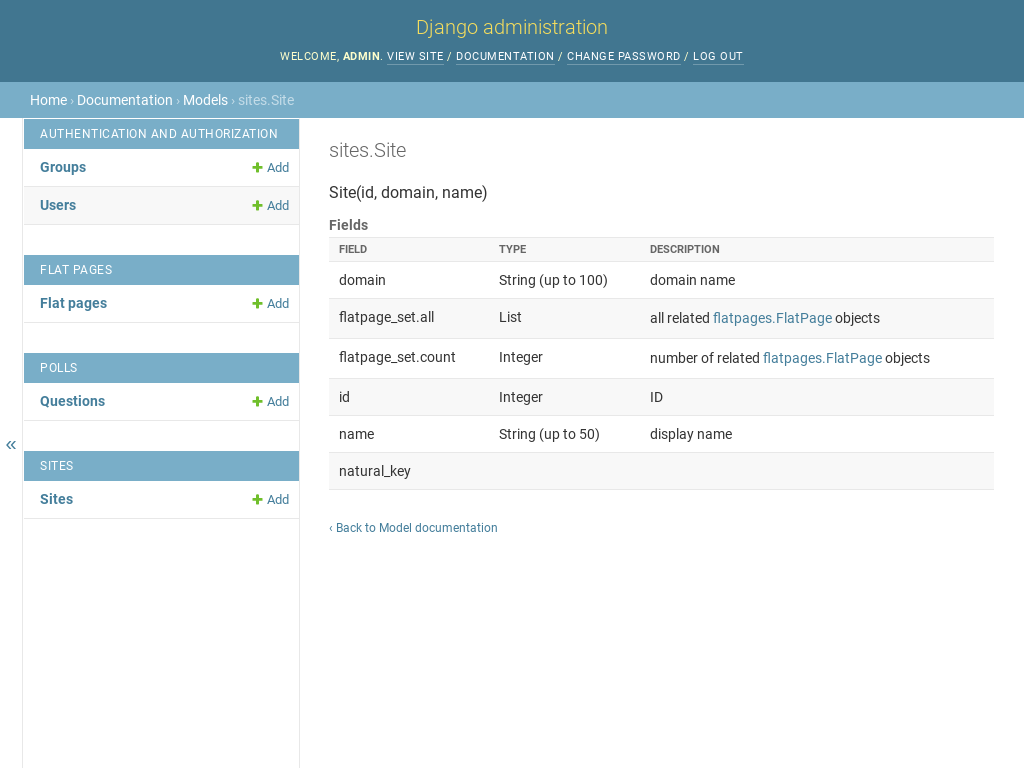 Django administration
WELCOME, ADMIN. VIEW SITE / DOCUMENTATION / CHANGE PASSWORD / LOG OUT
Home › Documentation › Models › sites.Site
«
AUTHENTICATION AND AUTHORIZATION
Groups Add
Users Add
FLAT PAGES
Flat pages Add
POLLS
Questions Add
SITES
Sites Add
sites.Site
Site(id, domain, name)
Fields
FIELD TYPE DESCRIPTION
domain String (up to 100) domain name
flatpage_set.all List all related flatpages.FlatPage objects
flatpage_set.count Integer number of related flatpages.FlatPage objects
id Integer ID
name String (up to 50) display name
natural_key
‹ Back to Model documentation